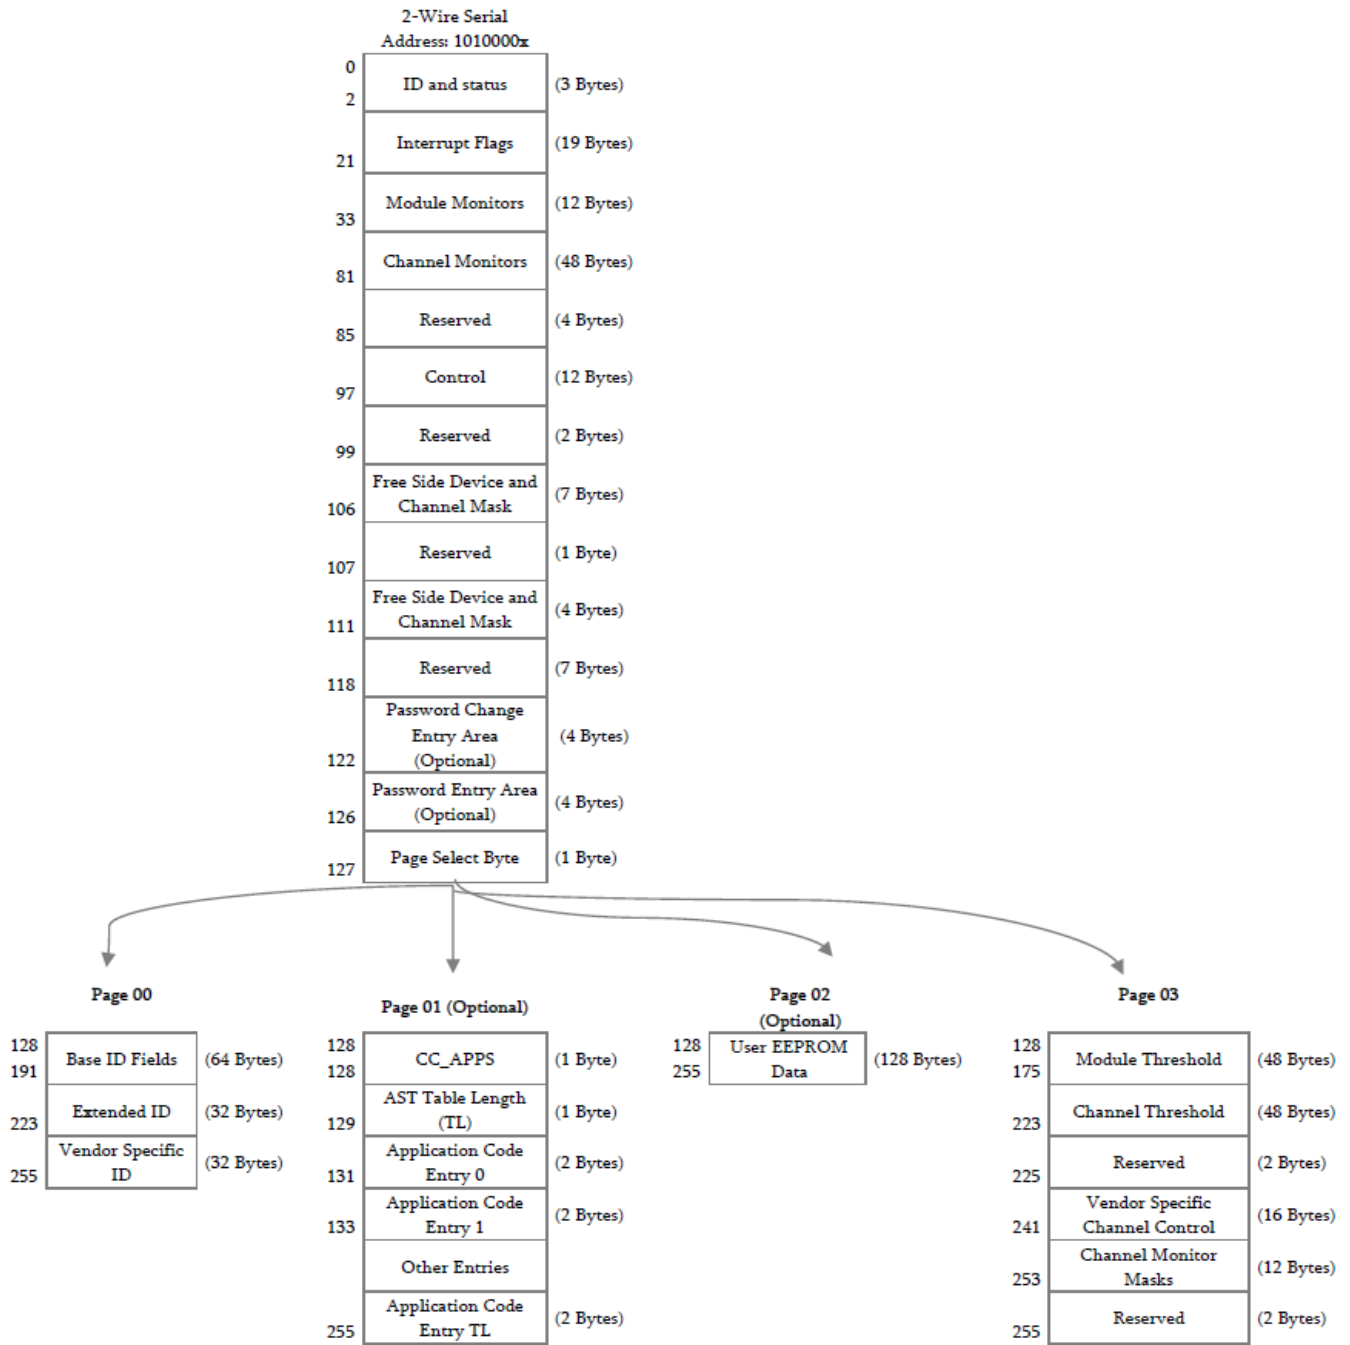 2-Wire Serial
Address: 1010000x
0
ID and status
(3 Bytes)
2
Interrupt Flags
(19 Bytes)
21
Module Monitors
(12 Bytes)
33
Channel Monitors
(48 Bytes)
81
Reserved
(4 Bytes)
85
Control
(12 Bytes)
97
Reserved
(2 Bytes)
99
Free Side Device and
Channel Mask
(7 Bytes)
106
Reserved
(1 Byte)
107
Free Side Device and
Channel Mask
(4 Bytes)
111
Reserved
(7 Bytes)
118
Password Change
Entry Area
(Optional)
(4 Bytes)
122
Password Entry Area
(Optional)
(4 Bytes)
126
Page Select Byte
(1 Byte)
127
Page 00
128
Base ID Fields
(64 Bytes)
191
Extended ID
(32 Bytes)
223
Vendor Specific
ID
(32 Bytes)
255
Page 01 (Optional)
128
CC_APPS
(1 Byte)
128
AST Table Length
(TL)
(1 Byte)
129
Application Code
Entry 0
(2 Bytes)
131
Application Code
Entry 1
(2 Bytes)
133
Other Entries
Application Code
Entry TL
(2 Bytes)
255
Page 02
(Optional)
128
User EEPROM
Data
(128 Bytes)
255
Page 03
128
Module Threshold
(48 Bytes)
175
Channel Threshold
(48 Bytes)
223
Reserved
(2 Bytes)
225
Vendor Specific
Channel Control
(16 Bytes)
241
Channel Monitor
Masks
(12 Bytes)
253
Reserved
(2 Bytes)
255